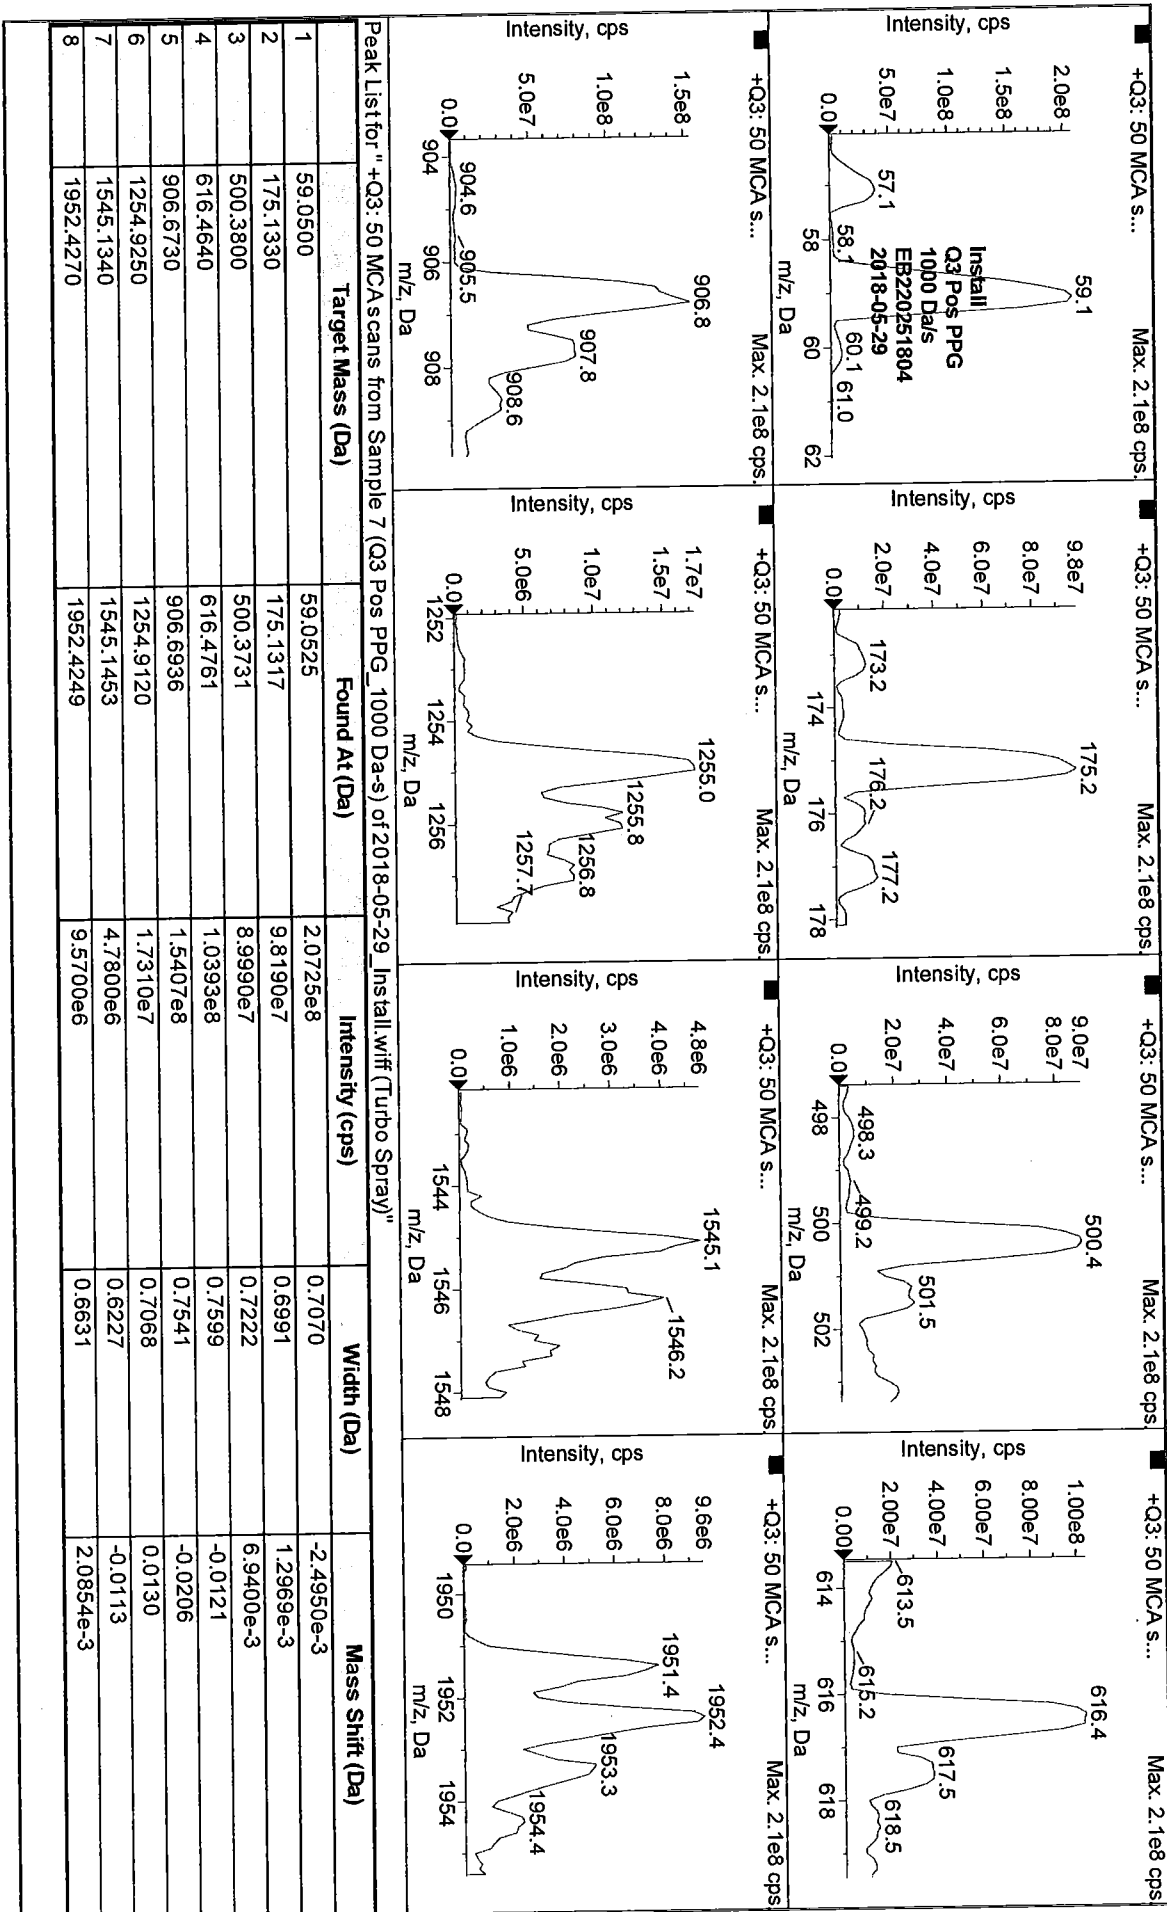 +Q3: 50 MCA s... Max. 2.1e8 cps.
Intensity, cps
2.0e8
1.5e8
1.0e8
5.0e7
0.0
57.1
58.1
59.1
60.1
61.0
Install
Q3 Pos PPG
1000 Da/s
EB220251804
2018-05-29
58 60 62
m/z, Da
+Q3: 50 MCA s... Max. 2.1e8 cps.
Intensity, cps
9.8e7
8.0e7
6.0e7
4.0e7
2.0e7
0.0
173.2
175.2
176.2
177.2
174 176 178
m/z, Da
+Q3: 50 MCA s... Max. 2.1e8 cps.
Intensity, cps
9.0e7
8.0e7
6.0e7
4.0e7
2.0e7
0.0
498.3
499.2
500.4
501.5
498 500 502
m/z, Da
+Q3: 50 MCA s... Max. 2.1e8 cps
Intensity, cps
1.00e8
8.00e7
6.00e7
4.00e7
2.00e7
0.00
613.5
615.2
616.4
617.5
618.5
614 616 618
m/z, Da
+Q3: 50 MCA s... Max. 2.1e8 cps.
Intensity, cps
1.5e8
1.0e8
5.0e7
0.0
904.6
905.5
906.8
907.8
908.6
904 906 908
m/z, Da
+Q3: 50 MCA s... Max. 2.1e8 cps.
Intensity, cps
1.7e7
1.5e7
1.0e7
5.0e6
0.0
1255.0
1255.8
1256.8
1257.7
1252 1254 1256
m/z, Da
+Q3: 50 MCA s... Max. 2.1e8 cps.
Intensity, cps
4.8e6
4.0e6
3.0e6
2.0e6
1.0e6
0.0
1545.1
1546.2
1544 1546 1548
m/z, Da
+Q3: 50 MCA s... Max. 2.1e8 cps
Intensity, cps
9.6e6
8.0e6
6.0e6
4.0e6
2.0e6
0.0
1951.4
1952.4
1953.3
1954.4
1950 1952 1954
m/z, Da
Peak List for " +Q3: 50 MCA scans from Sample 7 (Q3 Pos PPG_1000 Da-s) of 2018-05-29_Install.wiff (Turbo Spray)"
Target Mass (Da) Found At (Da) Intensity (cps) Width (Da) Mass Shift (Da)
1 59.0500 59.0525 2.0725e8 0.7070 -2.4950e-3
2 175.1330 175.1317 9.8190e7 0.6991 1.2969e-3
3 500.3800 500.3731 8.9990e7 0.7222 6.9400e-3
4 616.4640 616.4761 1.0393e8 0.7599 -0.0121
5 906.6730 906.6936 1.5407e8 0.7541 -0.0206
6 1254.9250 1254.9120 1.7310e7 0.7068 0.0130
7 1545.1340 1545.1453 4.7800e6 0.6227 -0.0113
8 1952.4270 1952.4249 9.5700e6 0.6631 2.0854e-3